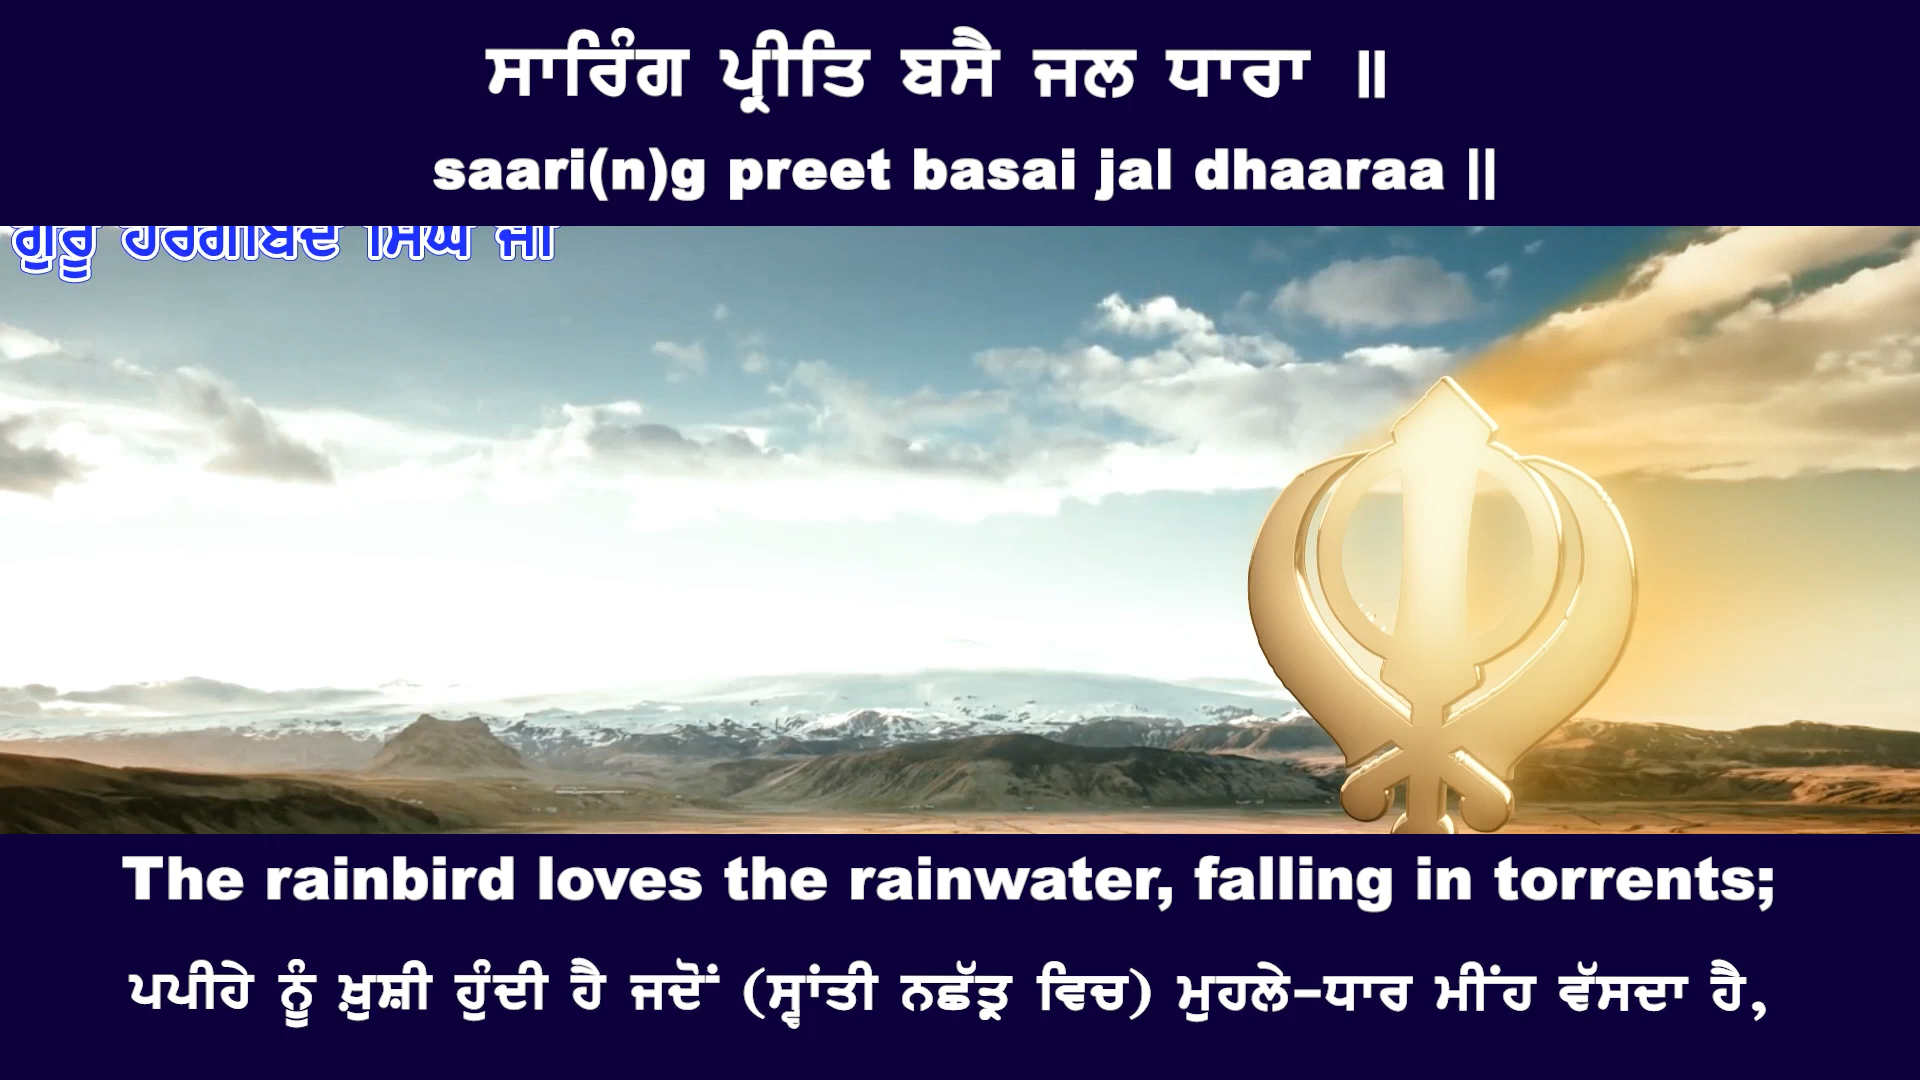 ਸਾਰਿੰਗ ਪ੍ਰੀਤਿ ਬਸੈ ਜਲ ਧਾਰਾ ॥
saari(n)g preet basai jal dhaaraa ||
ਗੁਰੂ ਹਰਗੋਬਿੰਦ ਸਿੰਘ ਜੀ
The rainbird loves the rainwater, falling in torrents;
ਪਪੀਹੇ ਨੂੰ ਖ਼ੁਸ਼ੀ ਹੁੰਦੀ ਹੈ ਜਦੋਂ (ਸ੍ਵਾਂਤੀ ਨਛੱਤ੍ਰ ਵਿਚ) ਮੁਹਲੇ-ਧਾਰ ਮੀਂਹ ਵੱਸਦਾ ਹੈ,